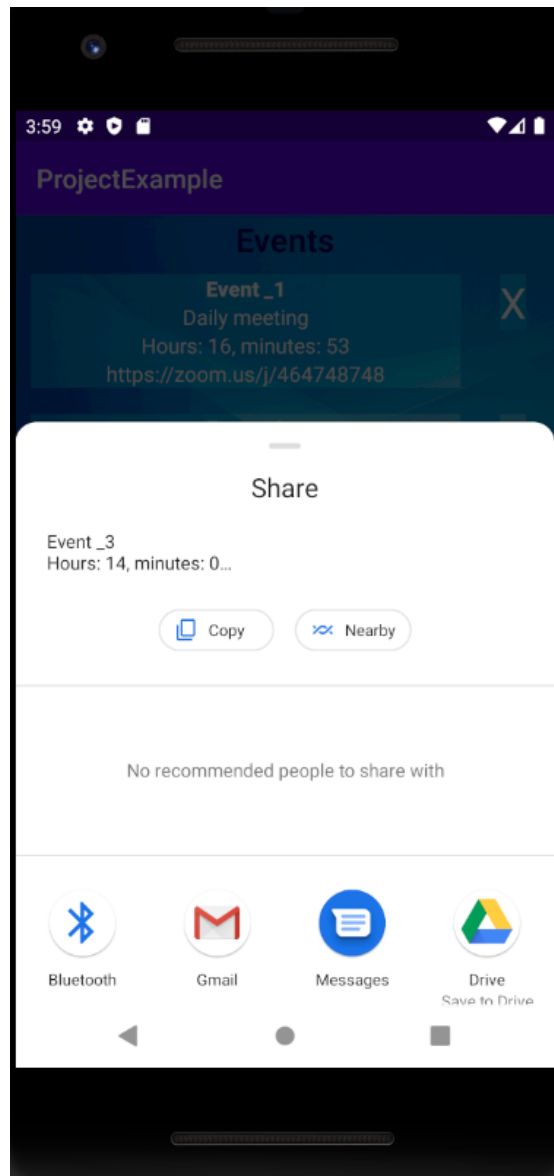 3:59
ProjectExample
Events
Event _1
X
Daily meeting
Hours: 16, minutes: 53
https://zoom.us/j/464748748
Share
Event _3
Hours: 14, minutes: 0...
Copy
Nearby
No recommended people to share with
Bluetooth
Gmail
Messages
Drive
Save to Drive